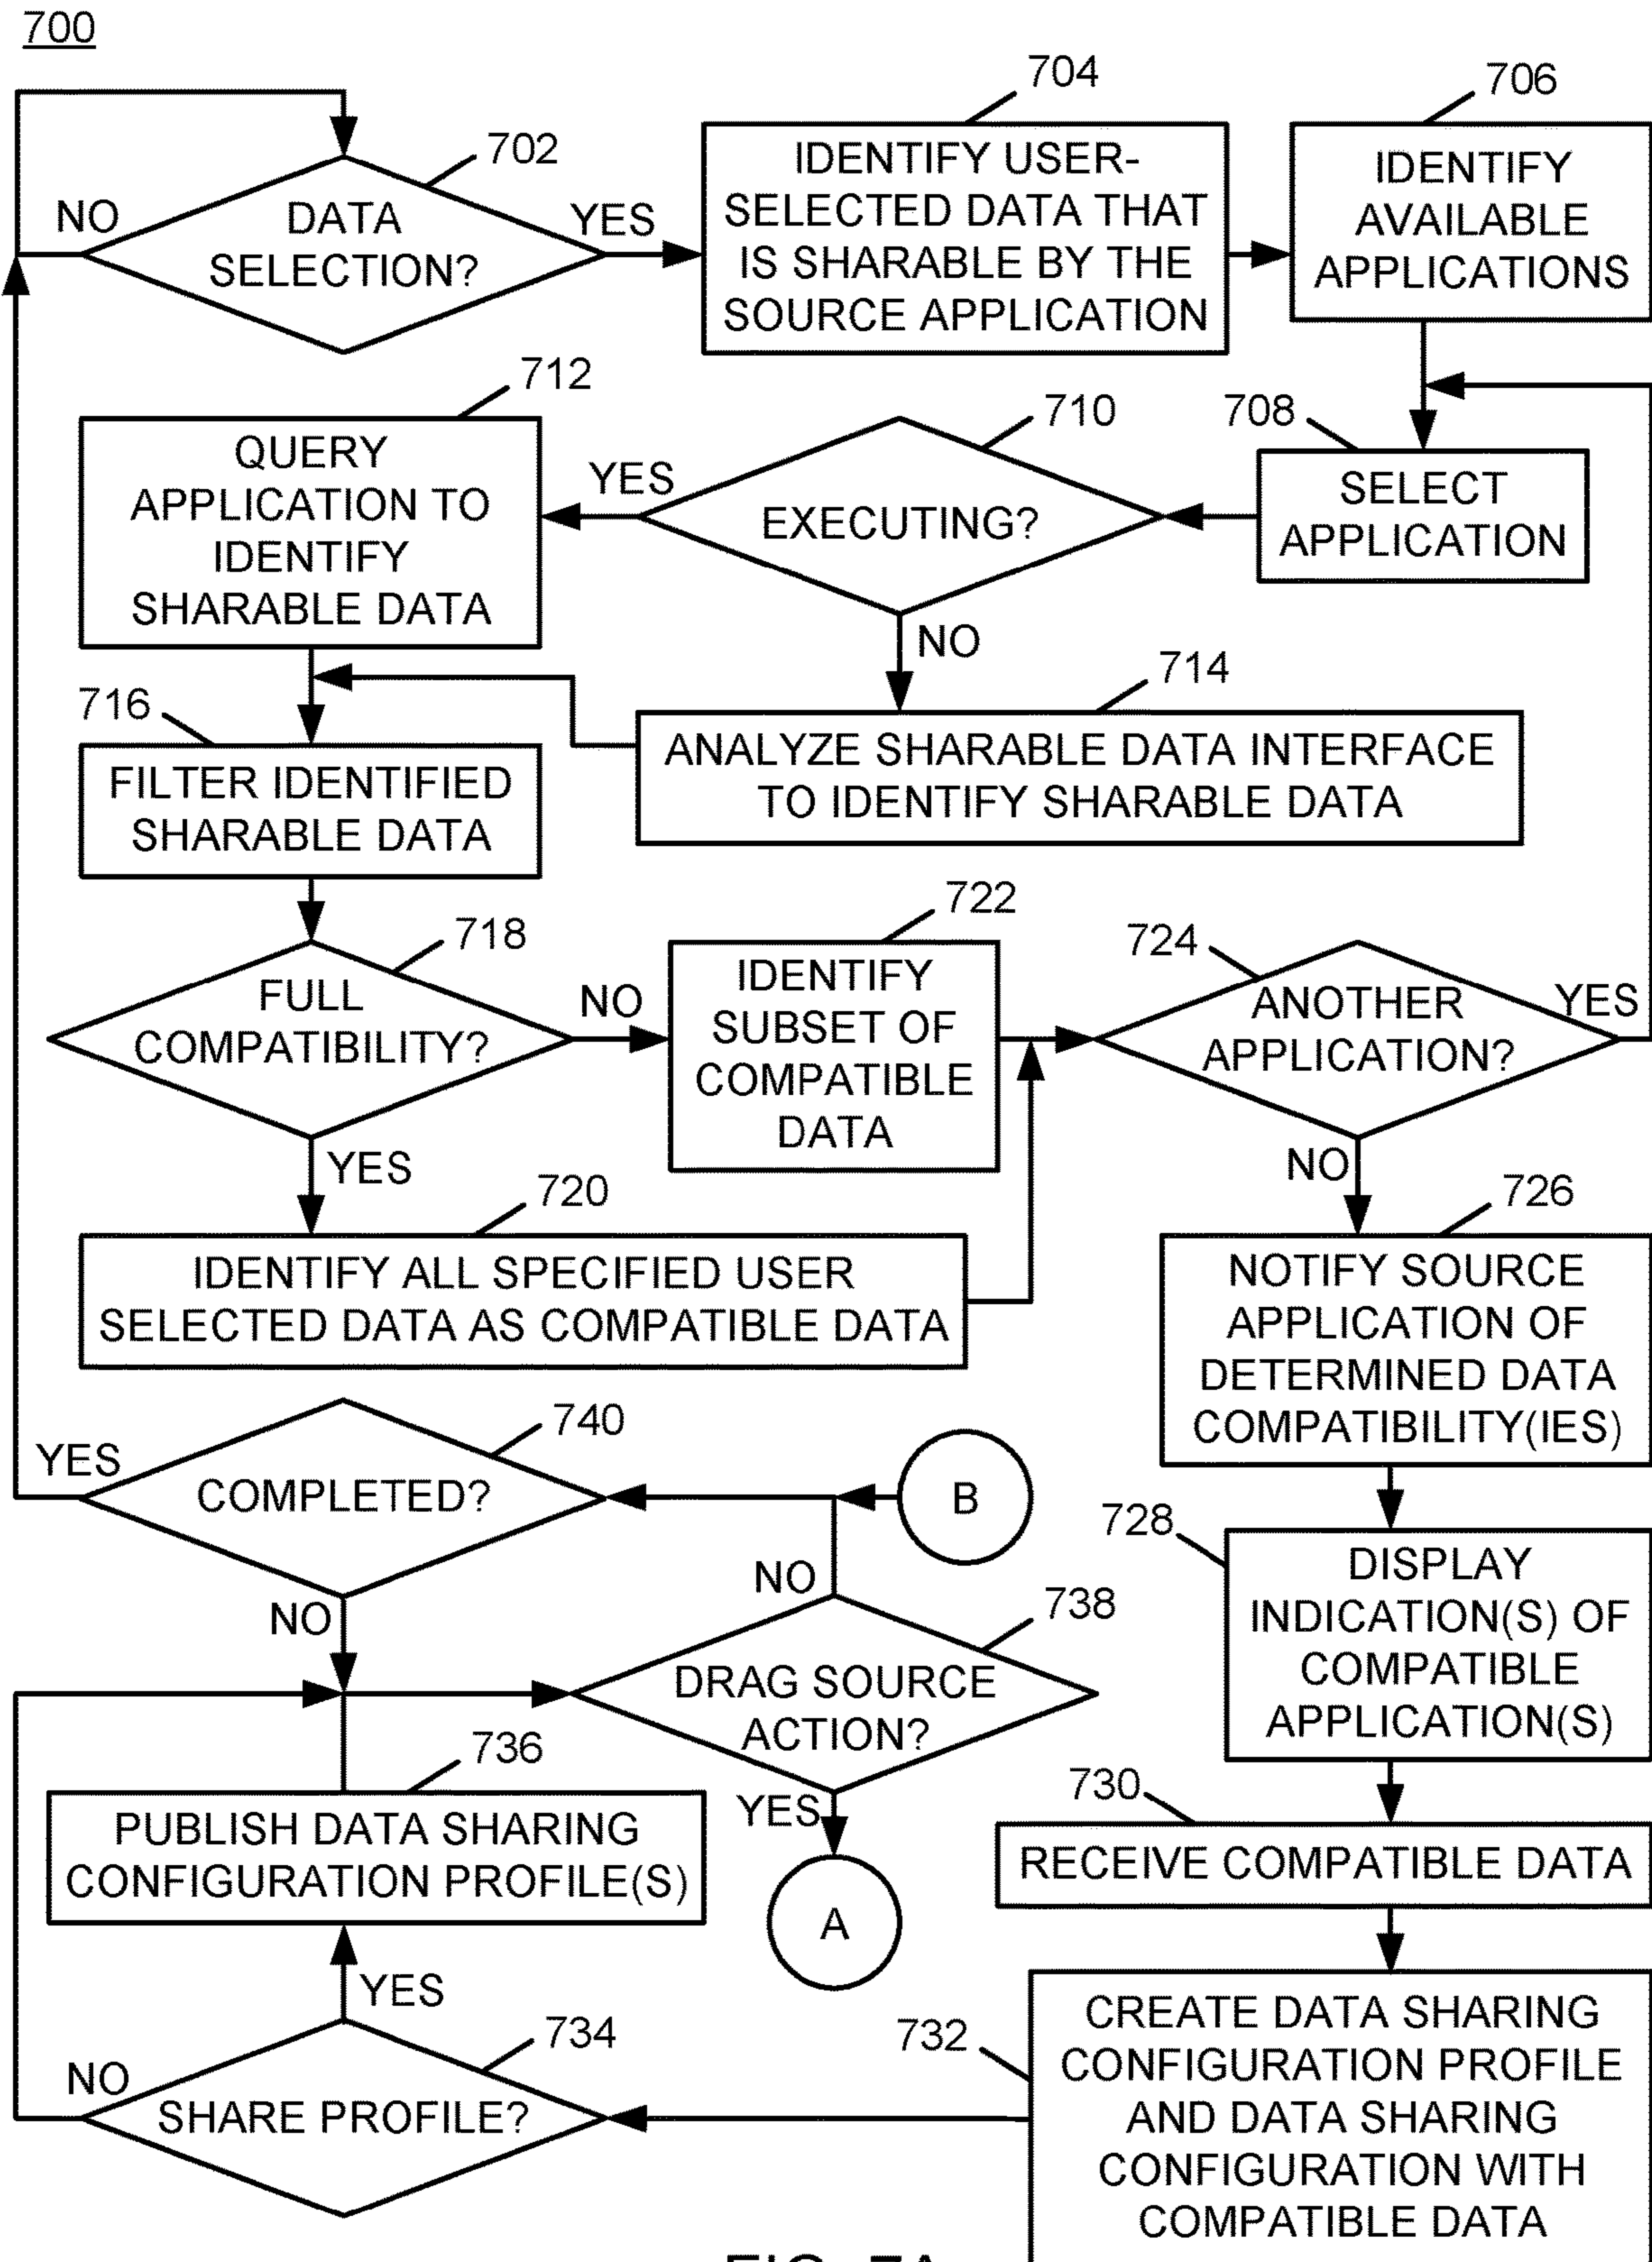 700
702
DATA
SELECTION?
NO
YES
704
IDENTIFY USER-
SELECTED DATA THAT
IS SHARABLE BY THE
SOURCE APPLICATION
706
IDENTIFY
AVAILABLE
APPLICATIONS
708
SELECT
APPLICATION
710
EXECUTING?
YES
NO
712
QUERY
APPLICATION TO
IDENTIFY
SHARABLE DATA
714
ANALYZE SHARABLE DATA INTERFACE
TO IDENTIFY SHARABLE DATA
716
FILTER IDENTIFIED
SHARABLE DATA
718
FULL
COMPATIBILITY?
NO
YES
722
IDENTIFY
SUBSET OF
COMPATIBLE
DATA
720
IDENTIFY ALL SPECIFIED USER
SELECTED DATA AS COMPATIBLE DATA
724
ANOTHER
APPLICATION?
YES
NO
726
NOTIFY SOURCE
APPLICATION OF
DETERMINED DATA
COMPATIBILITY(IES)
728
DISPLAY
INDICATION(S) OF
COMPATIBLE
APPLICATION(S)
730
RECEIVE COMPATIBLE DATA
732
CREATE DATA SHARING
CONFIGURATION PROFILE
AND DATA SHARING
CONFIGURATION WITH
COMPATIBLE DATA
734
SHARE PROFILE?
NO
YES
736
PUBLISH DATA SHARING
CONFIGURATION PROFILE(S)
738
DRAG SOURCE
ACTION?
NO
YES
A
740
COMPLETED?
YES
NO
B
FIG. 7A